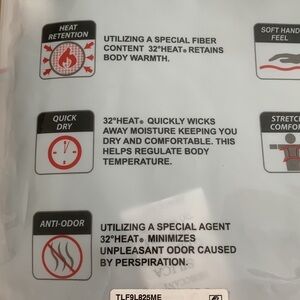 HEAT
RETENTION
UTILIZING A SPECIAL FIBER
CONTENT 32°HEAT® RETAINS
BODY WARMTH.
SOFT HAND
FEEL
QUICK
DRY
32°HEAT® QUICKLY WICKS
AWAY MOISTURE KEEPING YOU
DRY AND COMFORTABLE. THIS
HELPS REGULATE BODY
TEMPERATURE.
STRETCH
COMFOR
ANTI-ODOR
UTILIZING A SPECIAL AGENT
32°HEAT® MINIMIZES
UNPLEASANT ODOR CAUSED
BY PERSPIRATION.
TLF9L825ME